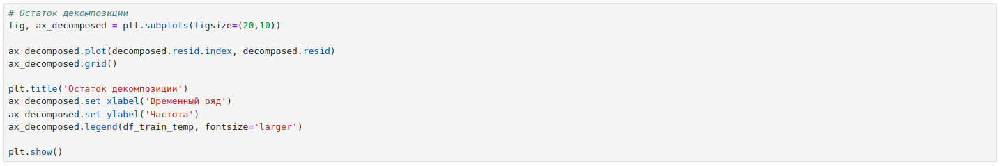 # Остаток декомпозиции
fig, ax_decomposed = plt.subplots(figsize=(20,10))
ax_decomposed.plot(decomposed.resid.index, decomposed.resid)
ax_decomposed.grid()
plt.title('Остаток декомпозиции')
ax_decomposed.set_xlabel('Временный ряд')
ax_decomposed.set_ylabel('Частота')
ax_decomposed.legend(df_train_temp, fontsize='larger')
plt.show()